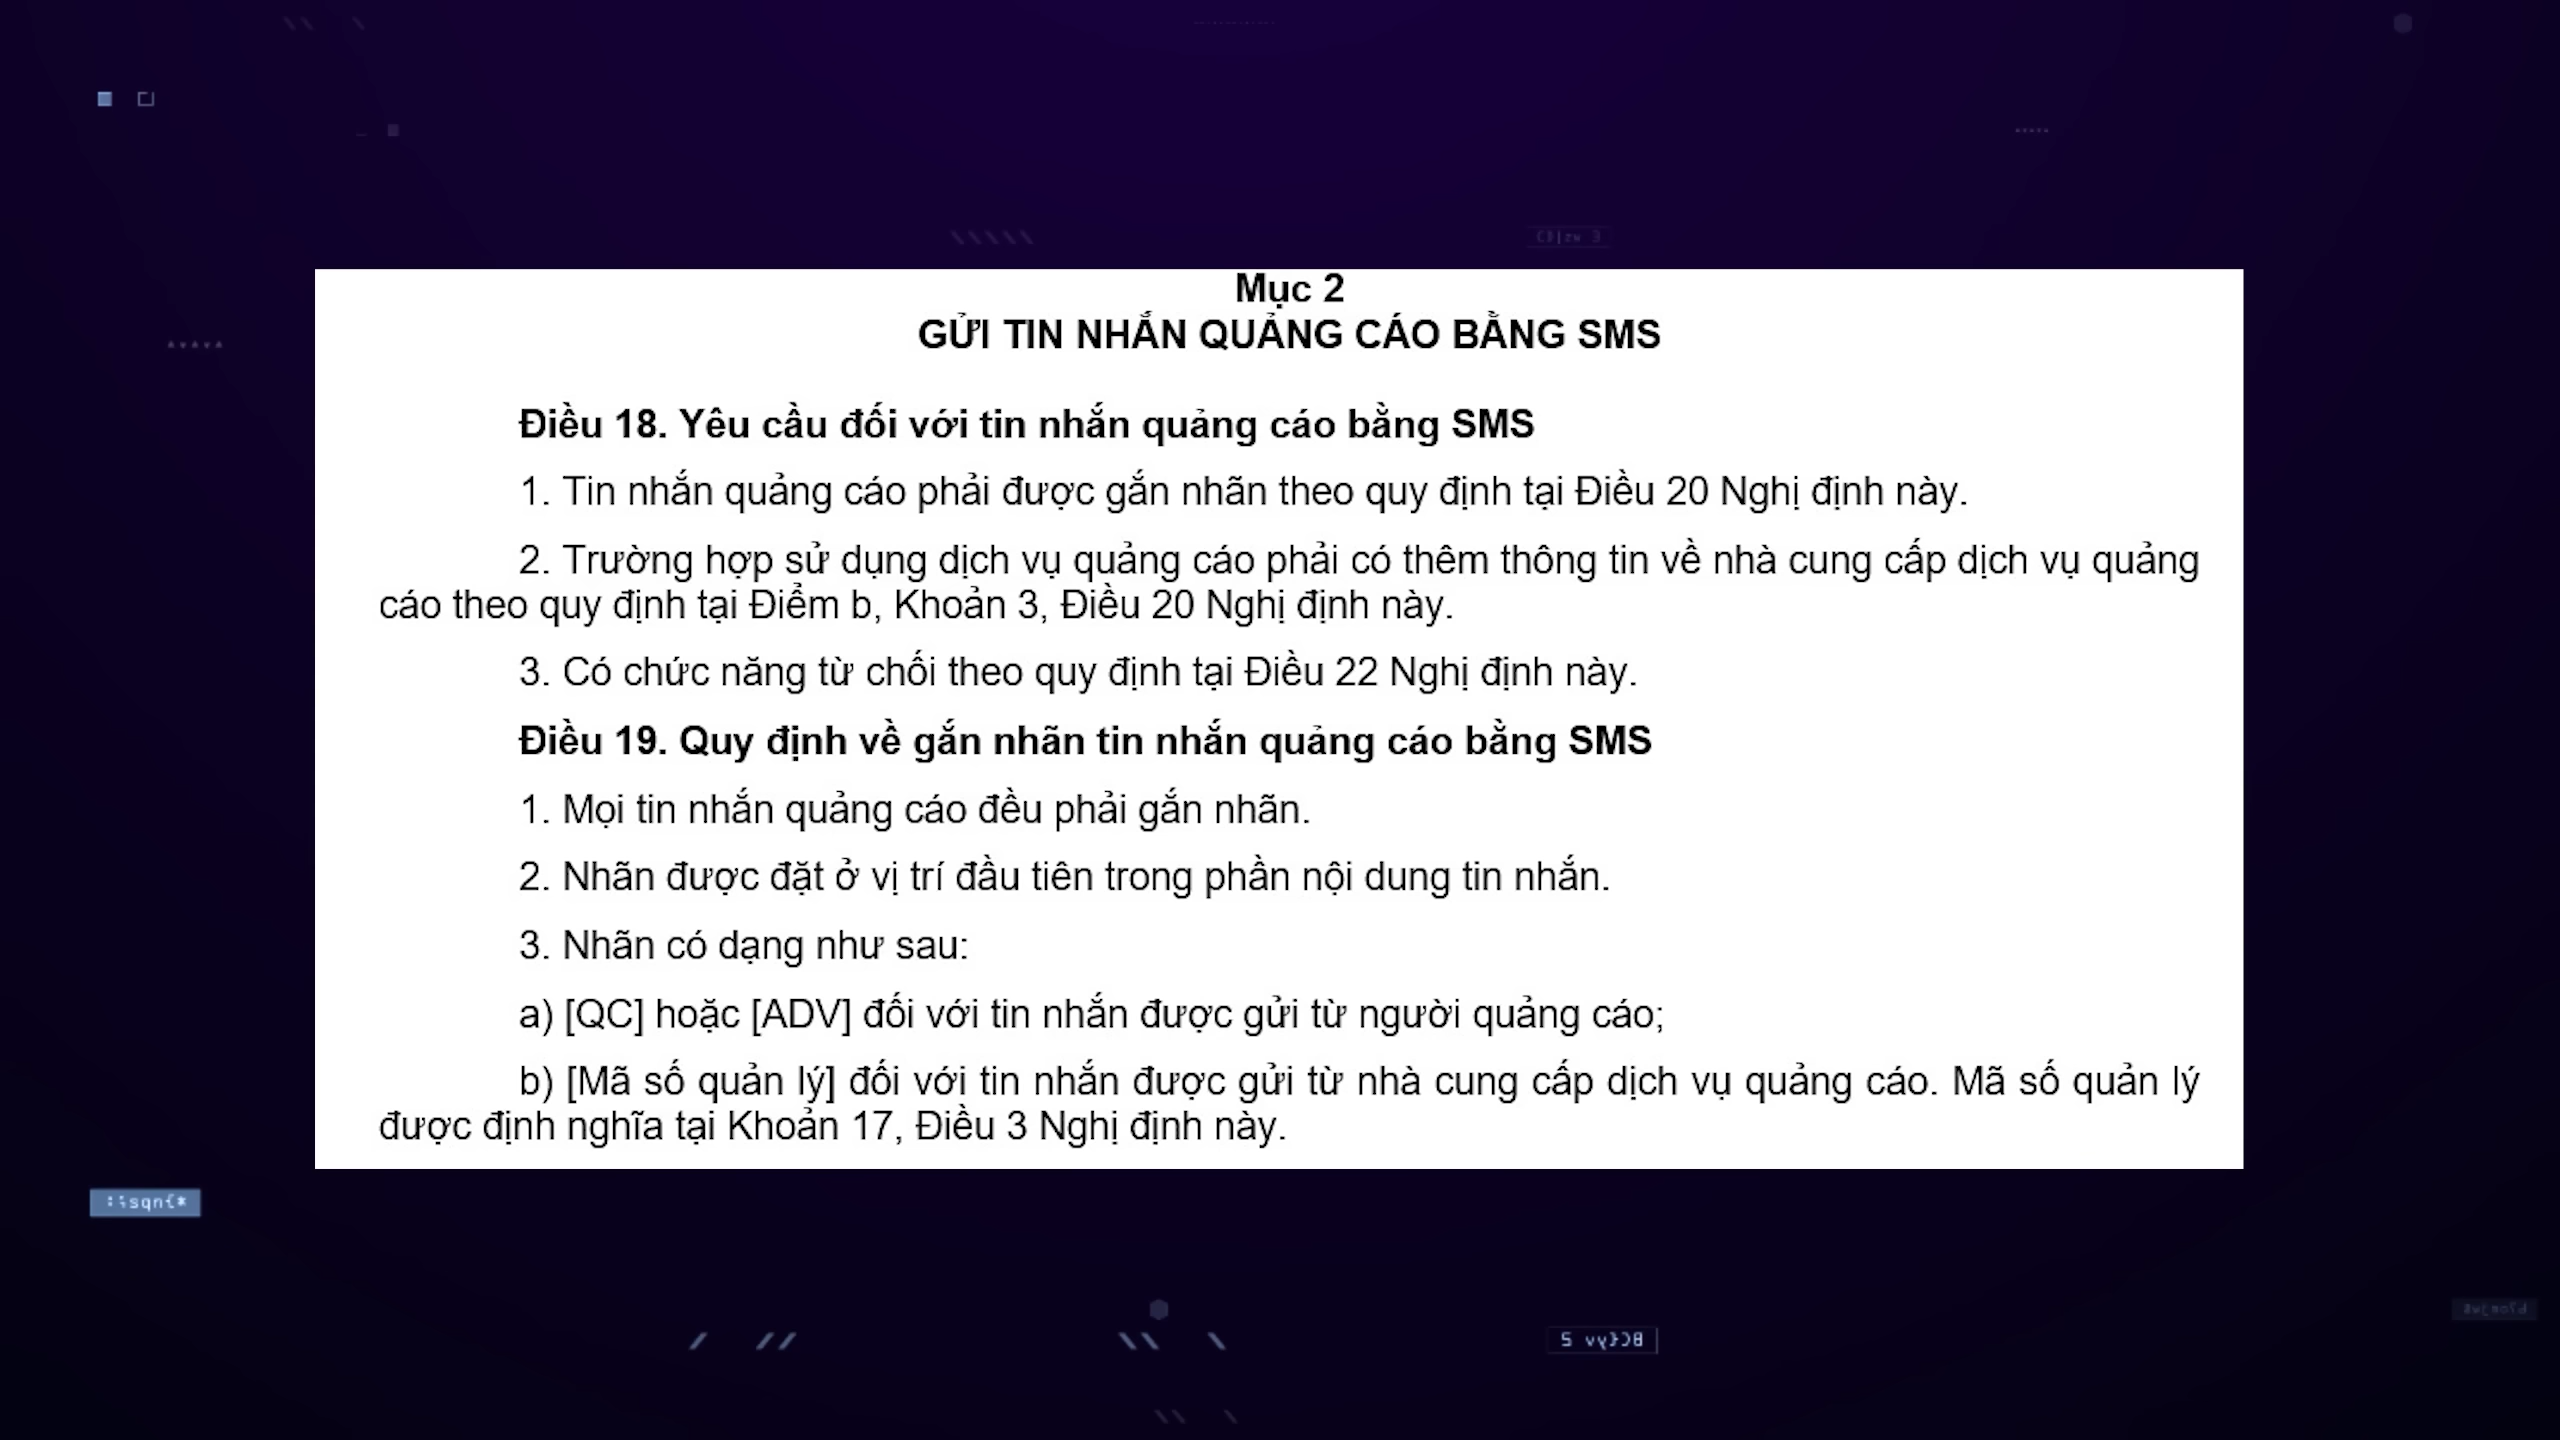 Mục 2
GỬI TIN NHẮN QUẢNG CÁO BẰNG SMS
Điều 18. Yêu cầu đối với tin nhắn quảng cáo bằng SMS
1. Tin nhắn quảng cáo phải được gắn nhãn theo quy định tại Điều 20 Nghị định này.
2. Trường hợp sử dụng dịch vụ quảng cáo phải có thêm thông tin về nhà cung cấp dịch vụ quảng
cáo theo quy định tại Điểm b, Khoản 3, Điều 20 Nghị định này.
3. Có chức năng từ chối theo quy định tại Điều 22 Nghị định này.
Điều 19. Quy định về gắn nhãn tin nhắn quảng cáo bằng SMS
1. Mọi tin nhắn quảng cáo đều phải gắn nhãn.
2. Nhãn được đặt ở vị trí đầu tiên trong phần nội dung tin nhắn.
3. Nhãn có dạng như sau:
a) [QC] hoặc [ADV] đối với tin nhắn được gửi từ người quảng cáo;
b) [Mã số quản lý] đối với tin nhắn được gửi từ nhà cung cấp dịch vụ quảng cáo. Mã số quản lý
được định nghĩa tại Khoản 17, Điều 3 Nghị định này.